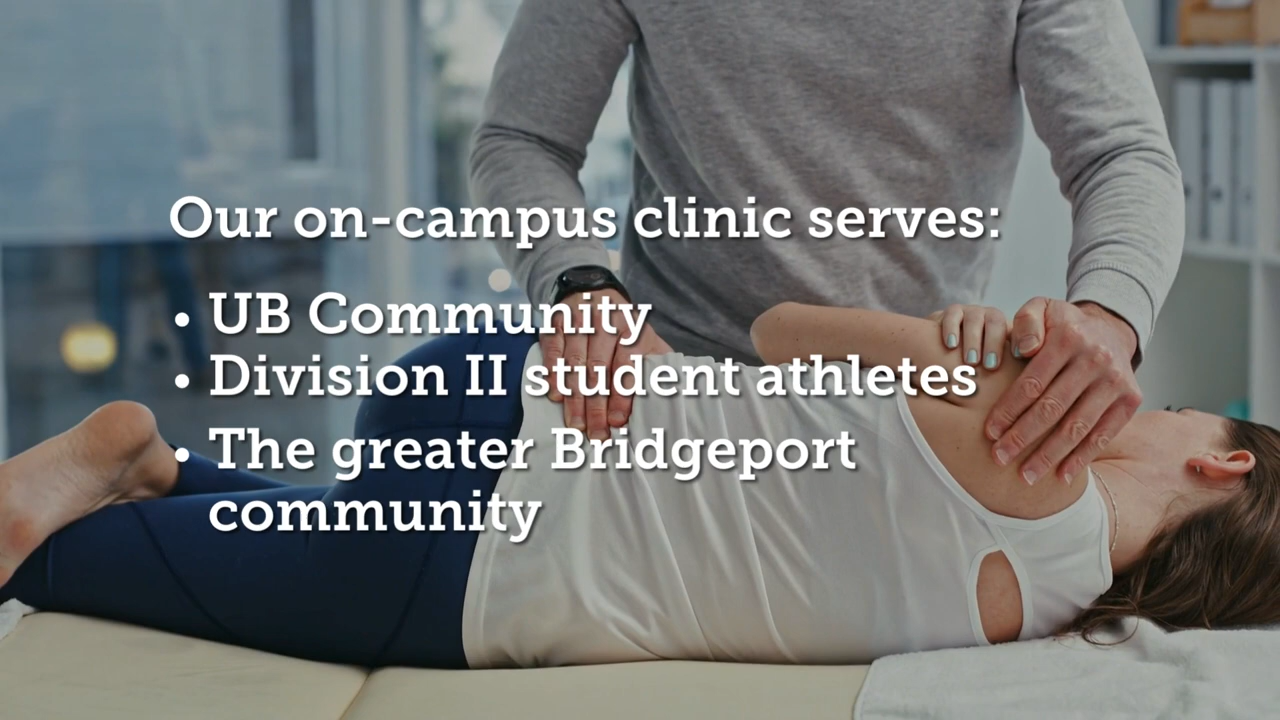 Our on-campus clinic serves:
• UB Community
• Division II student athletes
• The greater Bridgeport
community